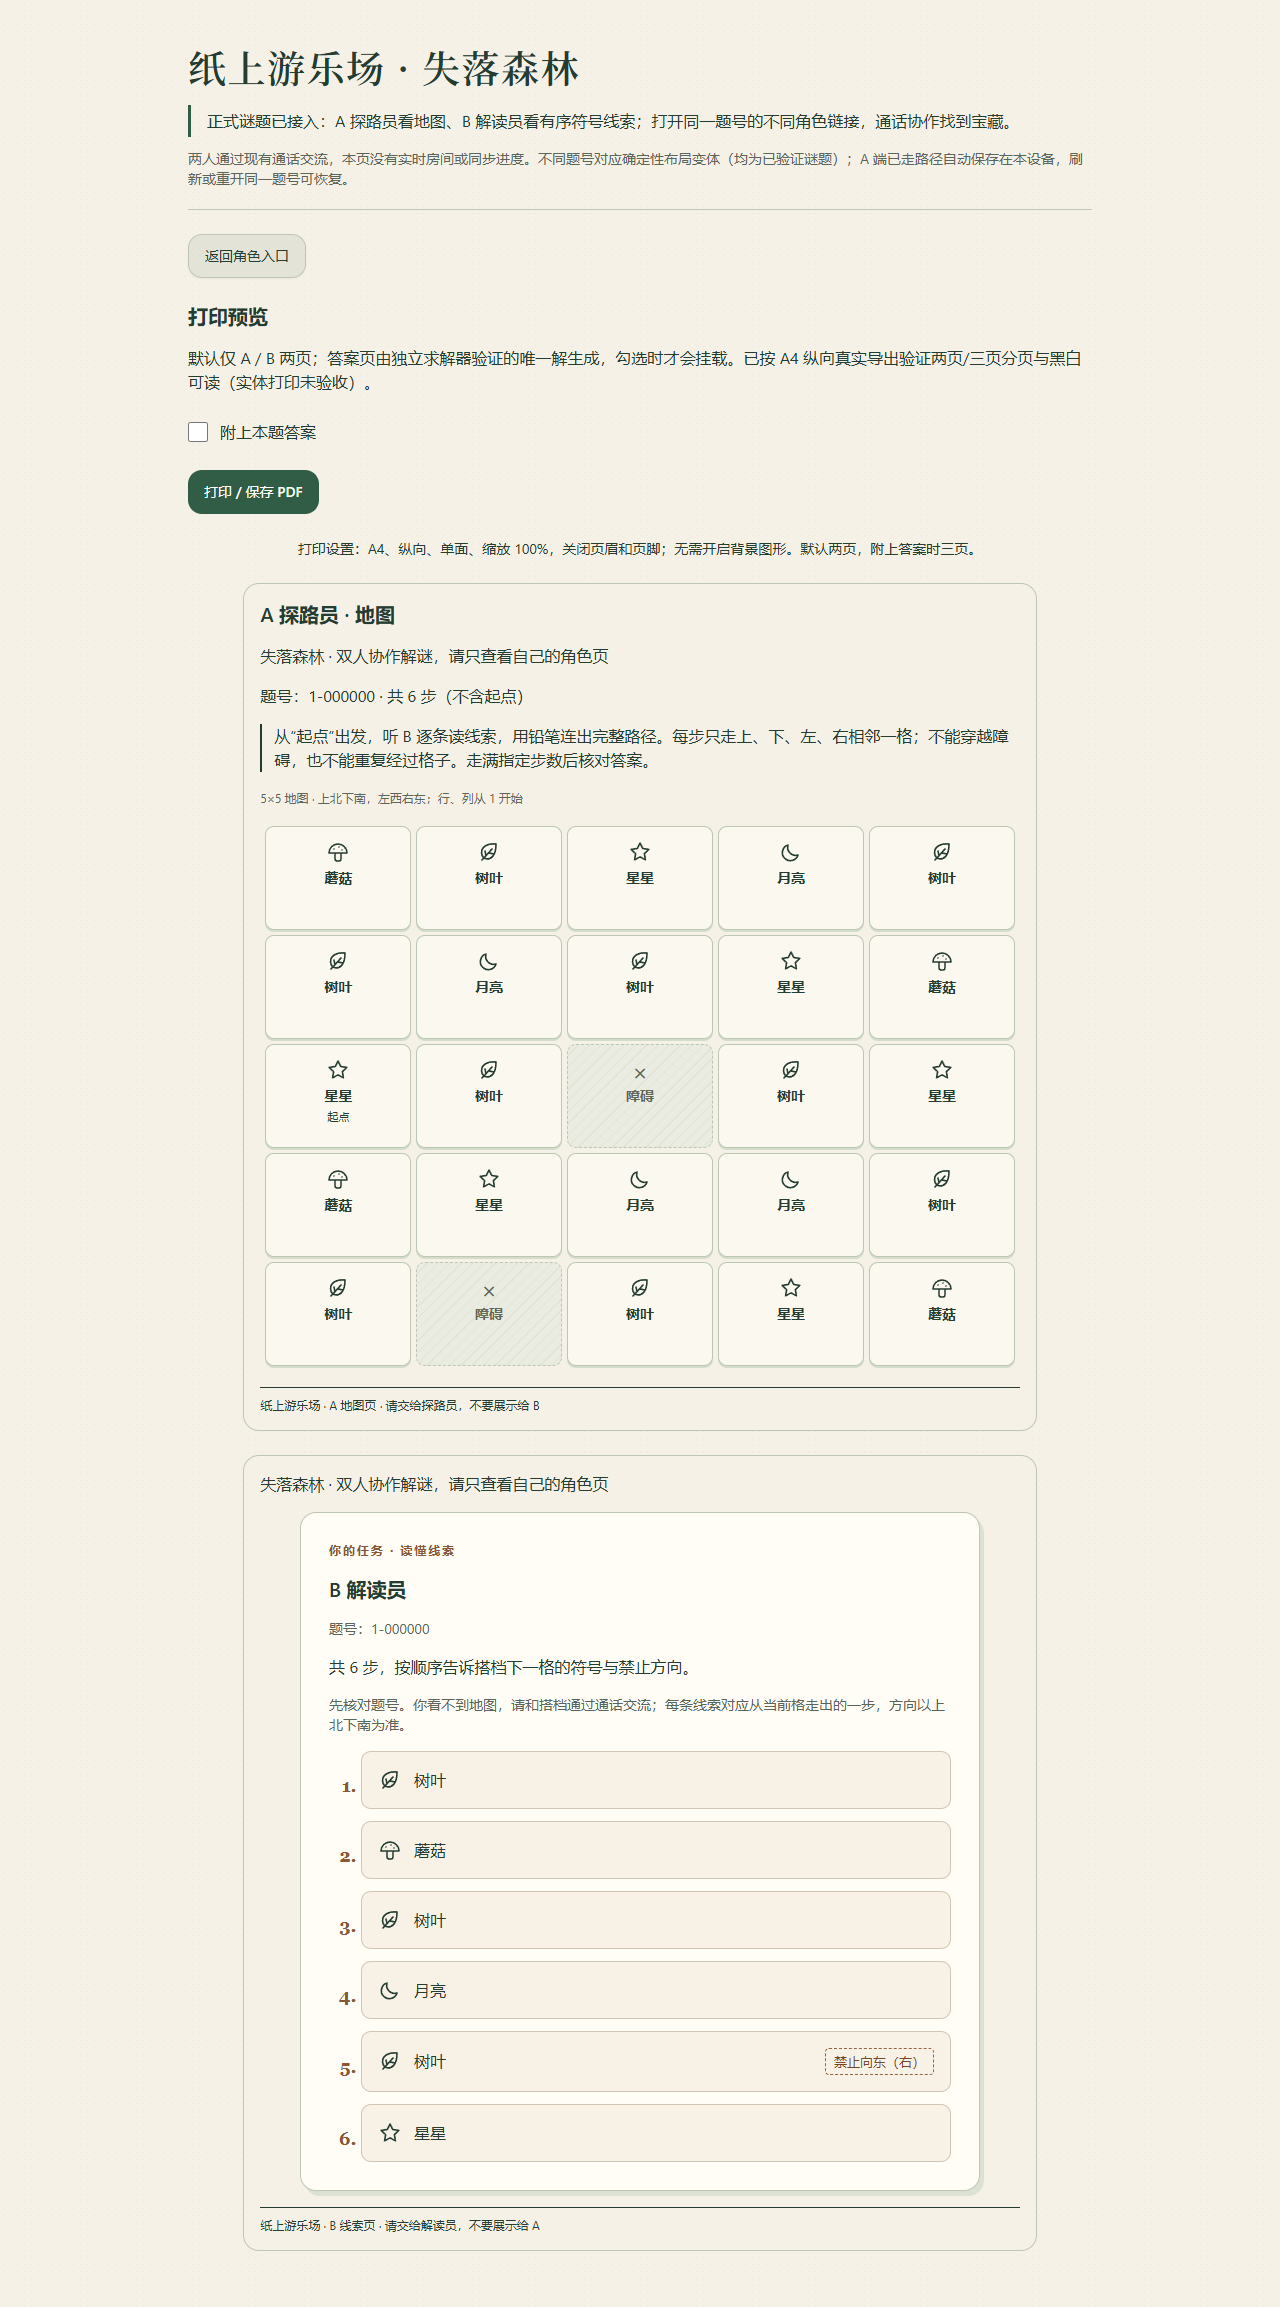 纸上游乐场 · 失落森林
正式谜题已接入：A 探路员看地图、B 解读员看有序符号线索；打开同一题号的不同角色链接，通话协作找到宝藏。
两人通过现有通话交流，本页没有实时房间或同步进度。不同题号对应确定性布局变体（均为已验证谜题）；A 端已走路径自动保存在本设备，刷
新或重开同一题号可恢复。
返回角色入口
打印预览
默认仅 A / B 两页；答案页由独立求解器验证的唯一解生成，勾选时才会挂载。已按 A4 纵向真实导出验证两页/三页分页与黑白
可读（实体打印未验收）。
附上本题答案
打印 / 保存 PDF
打印设置：A4、纵向、单面、缩放 100%，关闭页眉和页脚；无需开启背景图形。默认两页，附上答案时三页。
A 探路员 · 地图
失落森林 · 双人协作解谜，请只查看自己的角色页
题号：1-000000 · 共 6 步（不含起点）
从“起点”出发，听 B 逐条读线索，用铅笔连出完整路径。每步只走上、下、左、右相邻一格；不能穿越障
碍，也不能重复经过格子。走满指定步数后核对答案。
5×5 地图 · 上北下南，左西右东；行、列从 1 开始
蘑菇 树叶 星星 月亮 树叶
树叶 月亮 树叶 星星 蘑菇
× 
星星 树叶 障碍 树叶 星星
起点
蘑菇 星星 月亮 月亮 树叶
×
树叶 障碍 树叶 星星 蘑菇
纸上游乐场 · A 地图页 · 请交给探路员，不要展示给 B
失落森林 · 双人协作解谜，请只查看自己的角色页
你的任务 · 读懂线索
B 解读员
题号：1-000000
共 6 步，按顺序告诉搭档下一格的符号与禁止方向。
先核对题号。你看不到地图，请和搭档通过通话交流；每条线索对应从当前格走出的一步，方向以上
北下南为准。
1. 树叶
2. 蘑菇
3. 树叶
4. 月亮
5. 树叶 禁止向东（右）
6. 星星
纸上游乐场 · B 线索页 · 请交给解读员，不要展示给 A